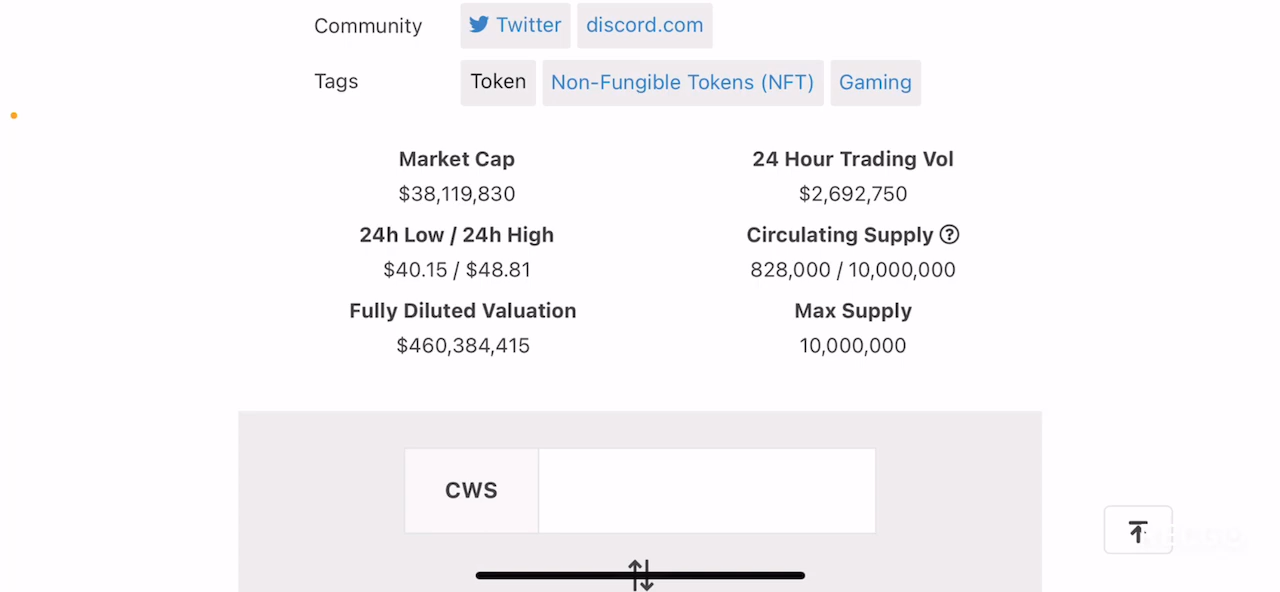 Community Twitter discord.com
Tags Token Non-Fungible Tokens (NFT) Gaming
Market Cap 24 Hour Trading Vol
$38,119,830 $2,692,750
24h Low / 24h High Circulating Supply ?
$40.15 / $48.81 828,000 / 10,000,000
Fully Diluted Valuation Max Supply
$460,384,415 10,000,000
CWS